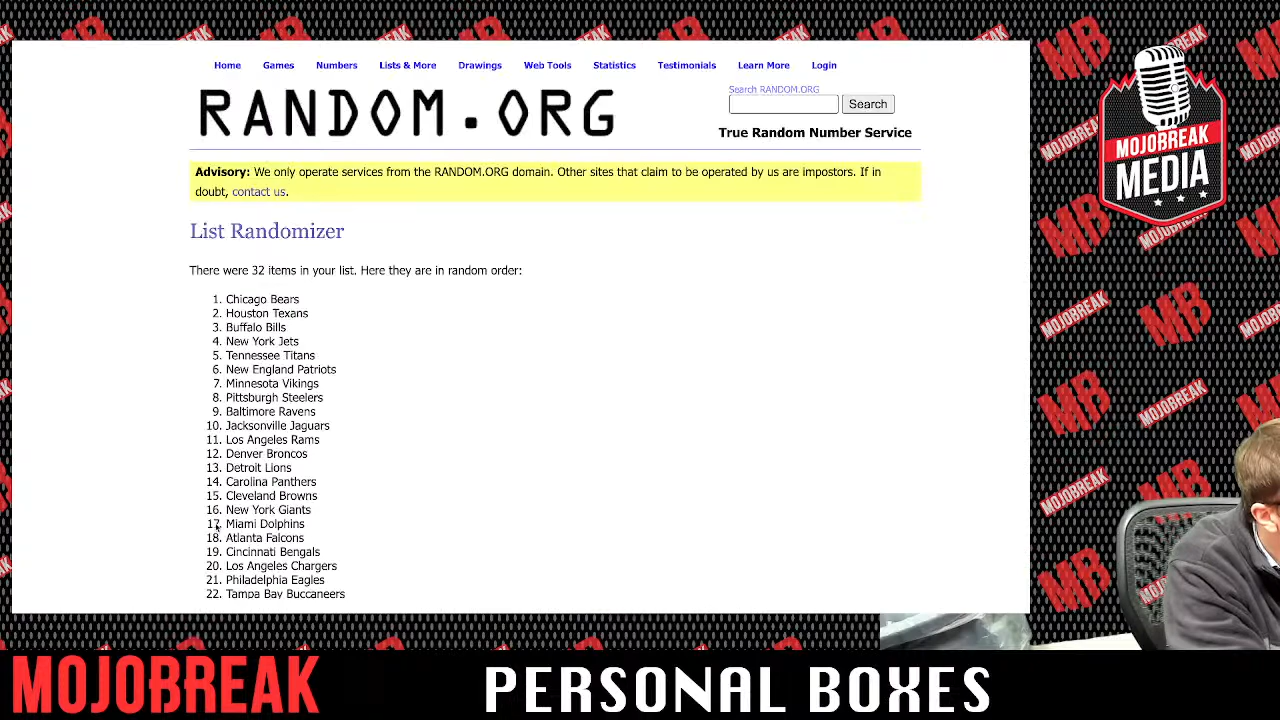 Home Games Numbers Lists & More Drawings Web Tools Statistics Testimonials Learn More Login
RANDOM.ORG
Search RANDOM.ORG
Search
True Random Number Service
Advisory: We only operate services from the RANDOM.ORG domain. Other sites that claim to be operated by us are impostors. If in
doubt, contact us.
List Randomizer
There were 32 items in your list. Here they are in random order:
1. Chicago Bears
2. Houston Texans
3. Buffalo Bills
4. New York Jets
5. Tennessee Titans
6. New England Patriots
7. Minnesota Vikings
8. Pittsburgh Steelers
9. Baltimore Ravens
10. Jacksonville Jaguars
11. Los Angeles Rams
12. Denver Broncos
13. Detroit Lions
14. Carolina Panthers
15. Cleveland Browns
16. New York Giants
17. Miami Dolphins
18. Atlanta Falcons
19. Cincinnati Bengals
20. Los Angeles Chargers
21. Philadelphia Eagles
22. Tampa Bay Buccaneers
MOJOBREAK
MEDIA
MB
MOJOBREAK
MB
MOJOBREAK
MB
MOJOBREAK
MOJOBREAK
PERSONAL BOXES